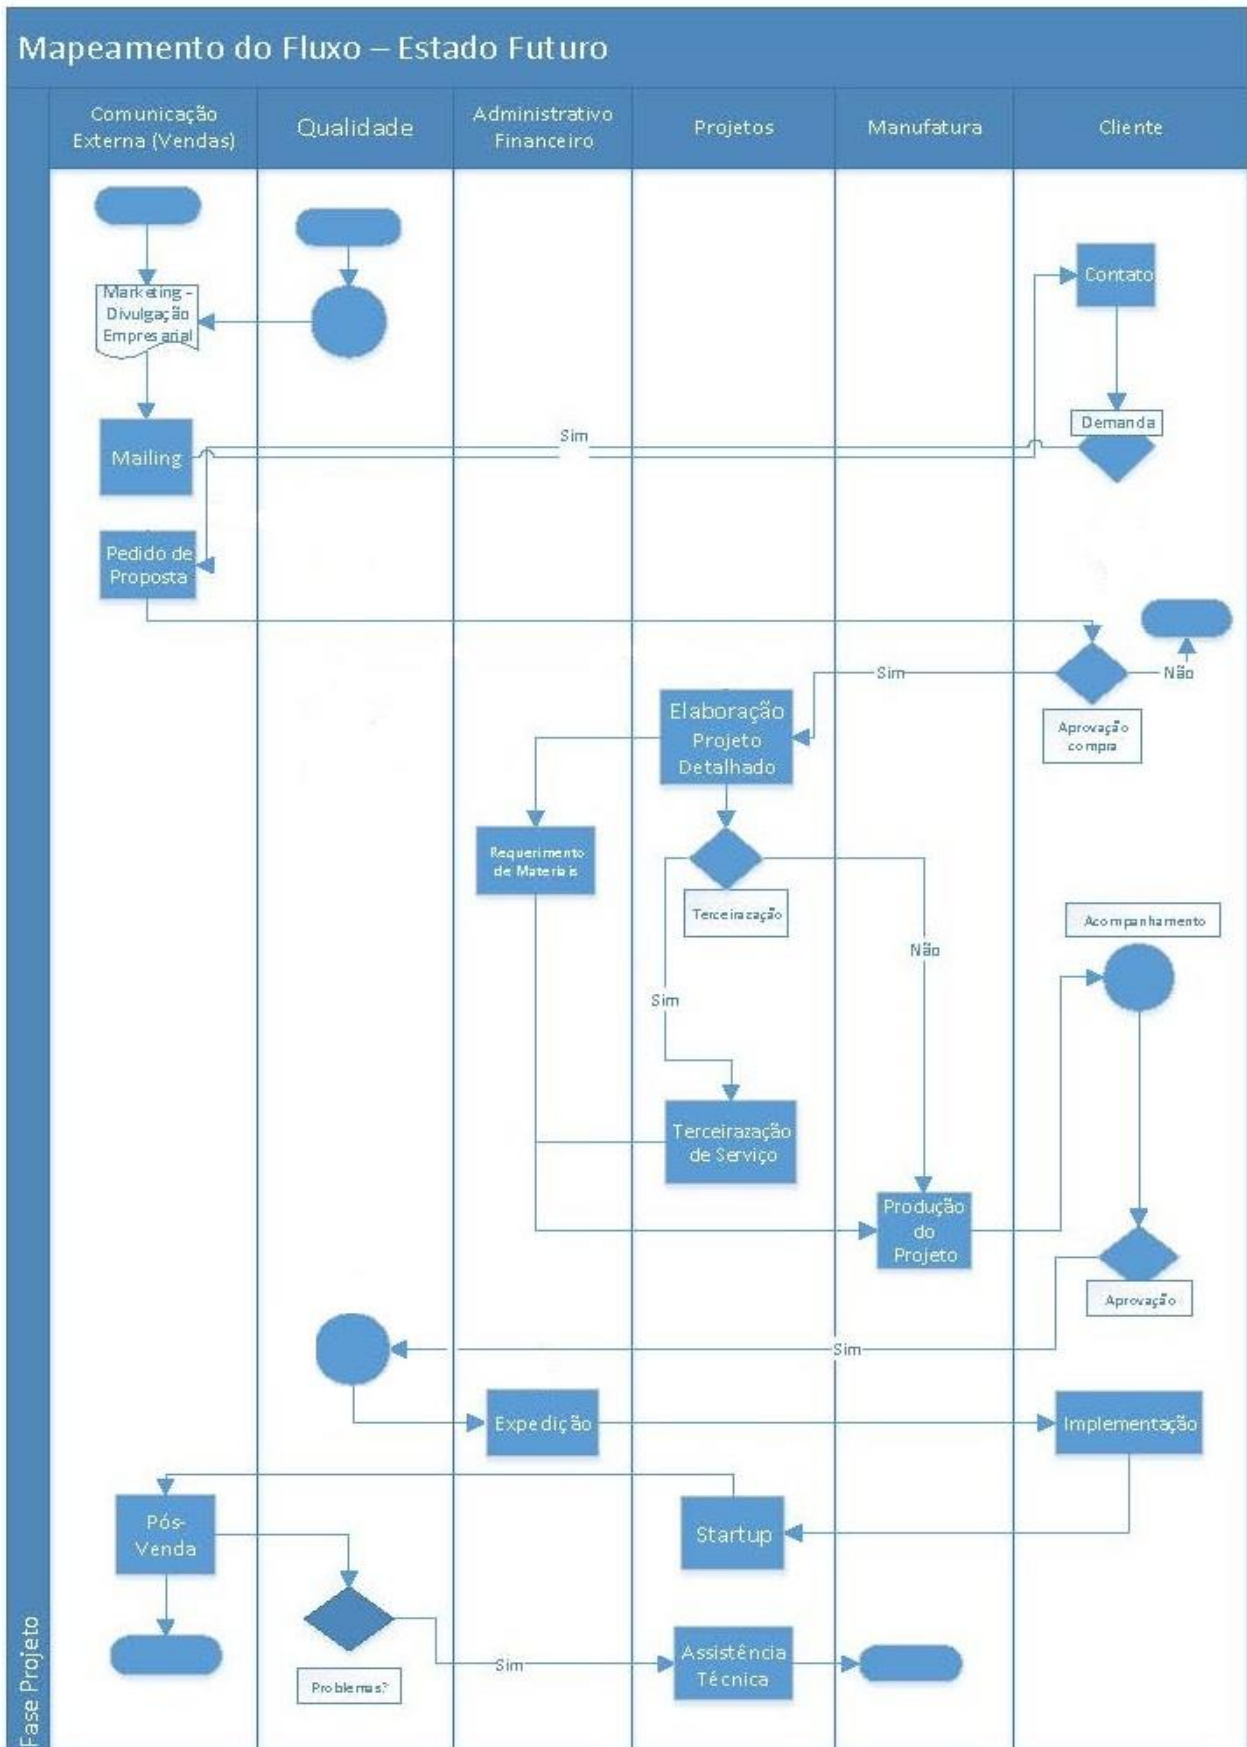 Mapeamento do Fluxo – Estado Futuro
Comunicação
Externa (Vendas)
Qualidade
Administrativo
Financeiro
Projetos
Manufatura
Cliente
Marketing -
Divulgação
Empresarial
Contato
Demanda
Sim
Mailing
Pedido de
Proposta
Sim
Não
Aprovação
compra
Elaboração
Projeto
Detalhado
Requerimento
de Materiais
Terceirazação
Não
Acompanhamento
Sim
Terceirazação
de Serviço
Produção
do
Projeto
Aprovação
Sim
Expedição
Implementação
Pós-
Venda
Startup
Problemas?
Sim
Assistência
Técnica
Fase Projeto